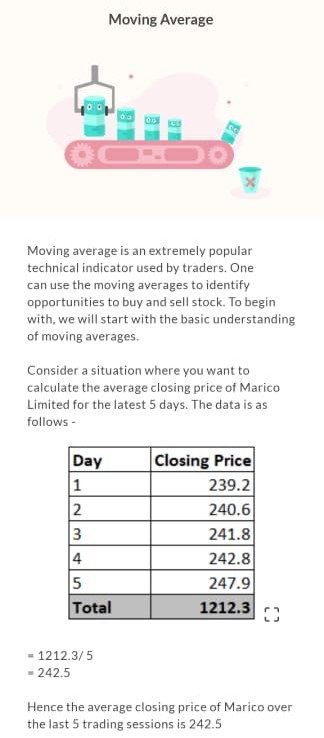 Moving Average
Moving average is an extremely popular
technical indicator used by traders. One
can use the moving averages to identify
opportunities to buy and sell stock. To begin
with, we will start with the basic understanding
of moving averages.
Consider a situation where you want to
calculate the average closing price of Marico
Limited for the latest 5 days. The data is as
follows -
Day Closing Price
1 239.2
2 240.6
3 241.8
4 242.8
5 247.9
Total 1212.3
= 1212.3/ 5
= 242.5
Hence the average closing price of Marico over
the last 5 trading sessions is 242.5